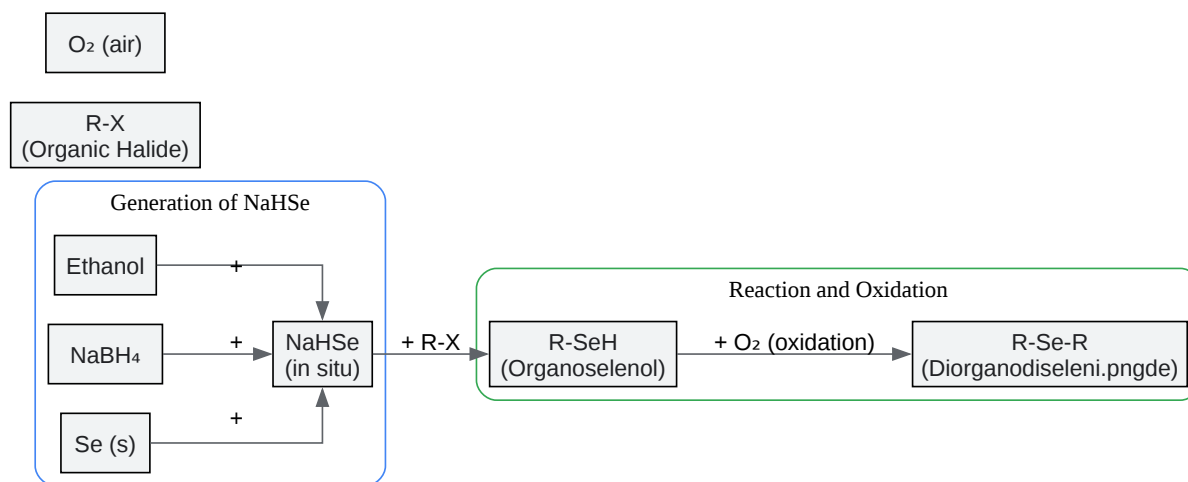 O₂ (air)
R-X
(Organic Halide)
Generation of NaHSe
Ethanol
+
NaBH₄
+
Se (s)
+
NaHSe
(in situ)
+ R-X
Reaction and Oxidation
R-SeH
(Organoselenol)
+ O₂ (oxidation)
R-Se-R
(Diorganodiseleni.pngde)